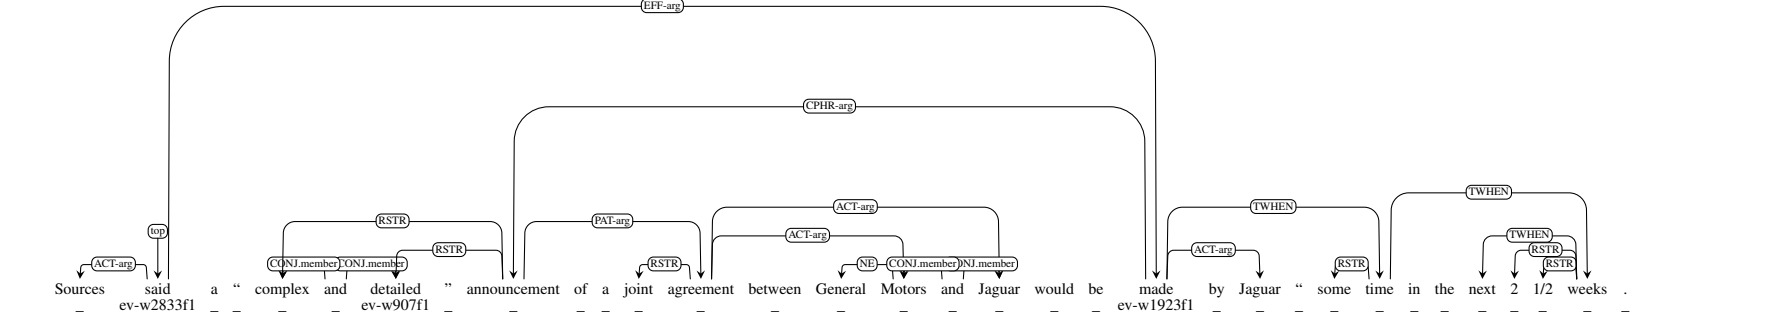 EFF-arg
CPHR-arg
TWHEN
ACT-arg TWHEN
RSTR PAT-arg
top ACT-arg TWHEN
RSTR ACT-arg RSTR
ACT-arg CONJ.member CONJ.member RSTR NE CONJ.member ONJ.member RSTR RSTR
Sources said a “ complex and detailed ” announcement of a joint agreement between General Motors and Jaguar would be made by Jaguar “ some time in the next 2 1/2 weeks .
_ ev-w2833f1 _ _ _ _ ev-w907f1 _ _ _ _ _ _ _ _ _ _ _ _ _ ev-w1923f1 _ _ _ _ _ _ _ _ _ _ _ _